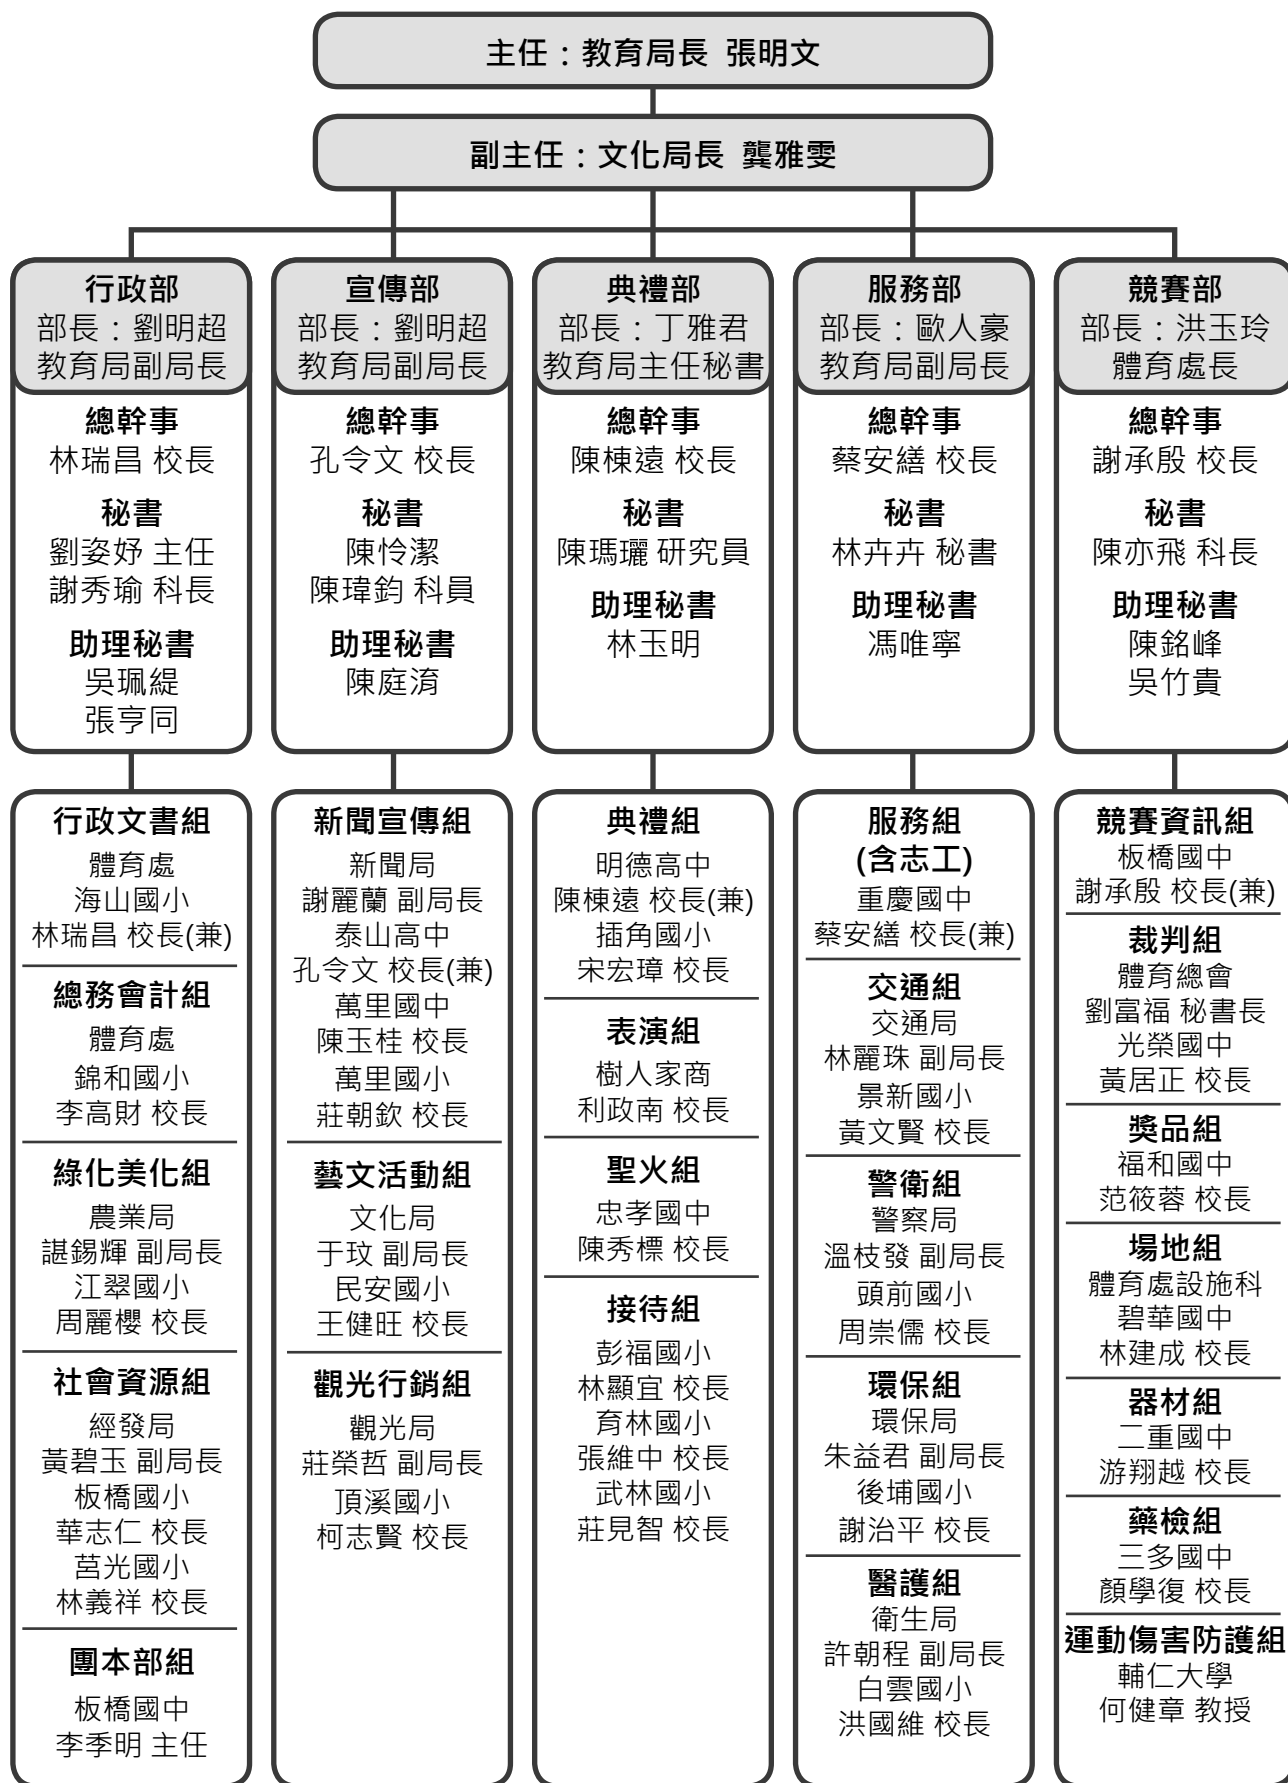 主任：教育局長 張明文
副主任：文化局長 龔雅雯
行政部
部長：劉明超
教育局副局長
總幹事
林瑞昌 校長
秘書
劉姿妤 主任
謝秀瑜 科長
助理秘書
吳珮緹
張亨同
宣傳部
部長：劉明超
教育局副局長
總幹事
孔令文 校長
秘書
陳怜潔
陳瑋鈞 科員
助理秘書
陳庭淯
典禮部
部長：丁雅君
教育局主任秘書
總幹事
陳棟遠 校長
秘書
陳瑪瓏 研究員
助理秘書
林玉明
服務部
部長：歐人豪
教育局副局長
總幹事
蔡安繕 校長
秘書
林卉卉 秘書
助理秘書
馮唯寧
競賽部
部長：洪玉玲
體育處長
總幹事
謝承殷 校長
秘書
陳亦飛 科長
助理秘書
陳銘峰
吳竹貴
行政文書組
體育處
海山國小
林瑞昌 校長(兼)
總務會計組
體育處
錦和國小
李高財 校長
綠化美化組
農業局
諶錫輝 副局長
江翠國小
周麗櫻 校長
社會資源組
經發局
黃碧玉 副局長
板橋國小
華志仁 校長
莒光國小
林義祥 校長
團本部組
板橋國中
李季明 主任
新聞宣傳組
新聞局
謝麗蘭 副局長
泰山高中
孔令文 校長(兼)
萬里國中
陳玉桂 校長
萬里國小
莊朝欽 校長
藝文活動組
文化局
于玟 副局長
民安國小
王健旺 校長
觀光行銷組
觀光局
莊榮哲 副局長
頂溪國小
柯志賢 校長
典禮組
明德高中
陳棟遠 校長(兼)
插角國小
宋宏璋 校長
表演組
樹人家商
利政南 校長
聖火組
忠孝國中
陳秀標 校長
接待組
彭福國小
林顯宜 校長
育林國小
張維中 校長
武林國小
莊見智 校長
服務組
(含志工)
重慶國中
蔡安繕 校長(兼)
交通組
交通局
林麗珠 副局長
景新國小
黃文賢 校長
警衛組
警察局
溫枝發 副局長
頭前國小
周崇儒 校長
環保組
環保局
朱益君 副局長
後埔國小
謝治平 校長
醫護組
衛生局
許朝程 副局長
白雲國小
洪國維 校長
競賽資訊組
板橋國中
謝承殷 校長(兼)
裁判組
體育總會
劉富福 秘書長
光榮國中
黃居正 校長
獎品組
福和國中
范筱蓉 校長
場地組
體育處設施科
碧華國中
林建成 校長
器材組
二重國中
游翔越 校長
藥檢組
三多國中
顏學復 校長
運動傷害防護組
輔仁大學
何健章 教授